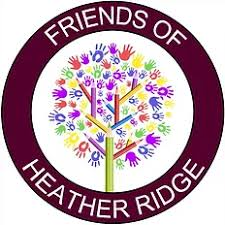 FRIENDS OF
HEATHER RIDGE